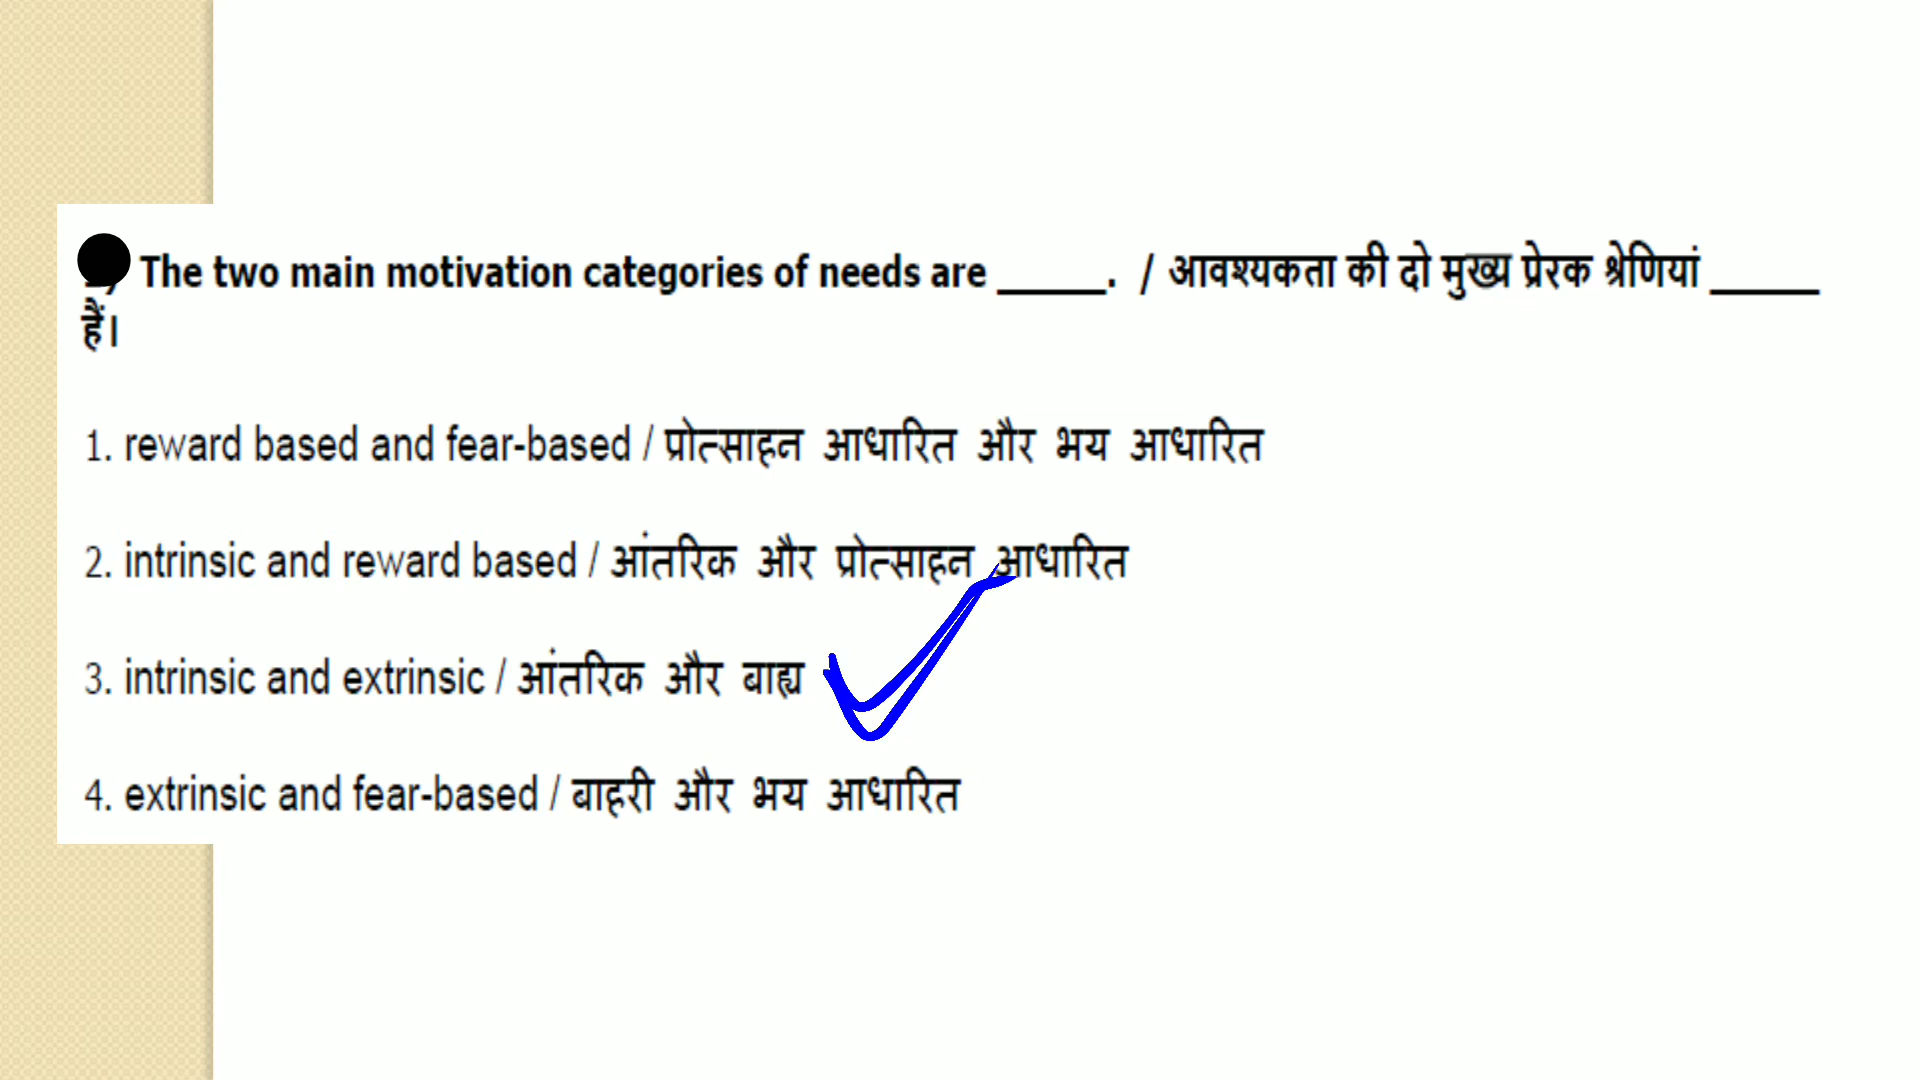 The two main motivation categories of needs are ______. / आवश्यकता की दो मुख्य प्रेरक श्रेणियां ______
हैं।
1. reward based and fear-based / प्रोत्साहन आधारित और भय आधारित
2. intrinsic and reward based / आंतरिक और प्रोत्साहन आधारित
3. intrinsic and extrinsic / आंतरिक और बाह्य
4. extrinsic and fear-based / बाहरी और भय आधारित